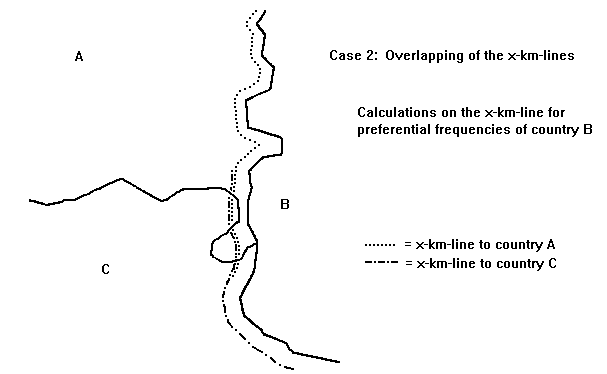 A
Case 2: Overlapping of the x-km-lines
Calculations on the x-km-line for
preferential frequencies of country B
B
= x-km-line to country A
C
= x-km-line to country C